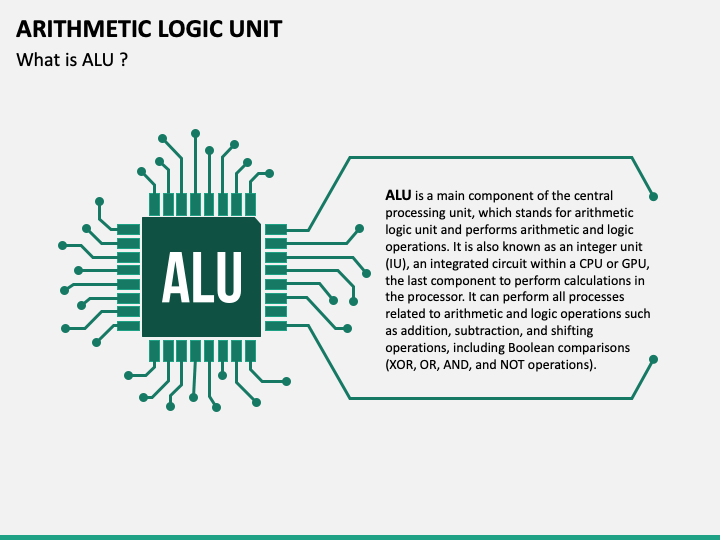 ARITHMETIC LOGIC UNIT
What is ALU ?
ALU
ALU is a main component of the central
processing unit, which stands for arithmetic
logic unit and performs arithmetic and logic
operations. It is also known as an integer unit
(IU), an integrated circuit within a CPU or GPU,
the last component to perform calculations in
the processor. It can perform all processes
related to arithmetic and logic operations such
as addition, subtraction, and shifting
operations, including Boolean comparisons
(XOR, OR, AND, and NOT operations).